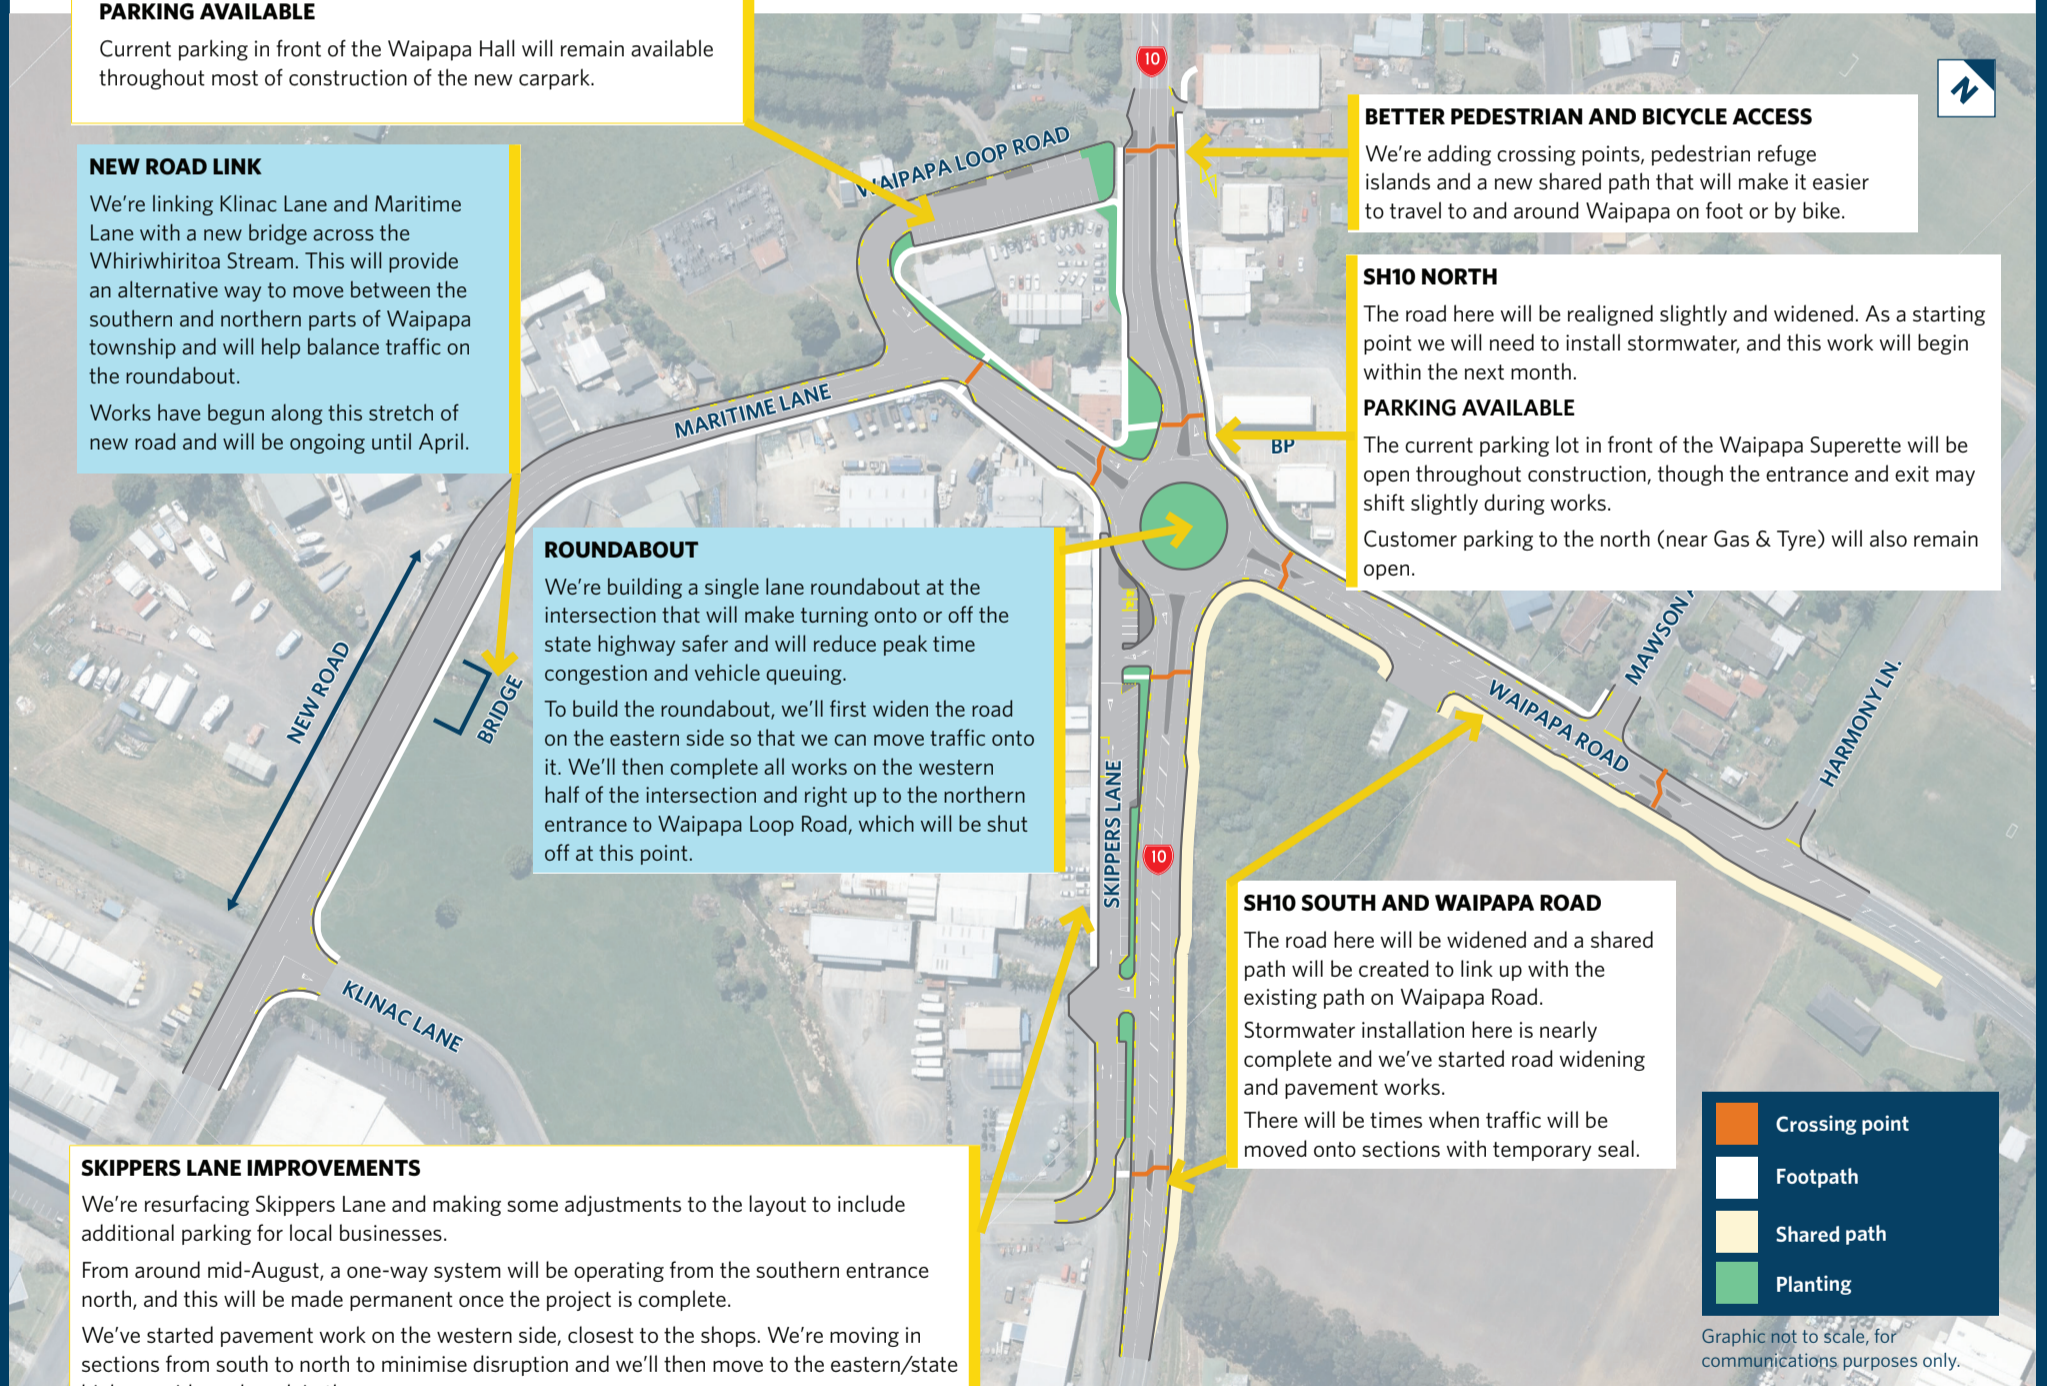 PARKING AVAILABLE
Current parking in front of the Waipapa Hall will remain available
throughout most of construction of the new carpark.
10
N
BETTER PEDESTRIAN AND BICYCLE ACCESS
We're adding crossing points, pedestrian refuge
islands and a new shared path that will make it easier
to travel to and around Waipapa on foot or by bike.
NEW ROAD LINK
We're linking Klinac Lane and Maritime
Lane with a new bridge across the
Whiriwhiritoa Stream. This will provide
an alternative way to move between the
southern and northern parts of Waipapa
township and will help balance traffic on
the roundabout.
Works have begun along this stretch of
new road and will be ongoing until April.
WAIPAPA LOOP ROAD
SH10 NORTH
The road here will be realigned slightly and widened. As a starting
point we will need to install stormwater, and this work will begin
within the next month.
PARKING AVAILABLE
The current parking lot in front of the Waipapa Superette will be
open throughout construction, though the entrance and exit may
shift slightly during works.
Customer parking to the north (near Gas & Tyre) will also remain
open.
MARITIME LANE
BP
ROUNDABOUT
We're building a single lane roundabout at the
intersection that will make turning onto or off the
state highway safer and will reduce peak time
congestion and vehicle queuing.
To build the roundabout, we'll first widen the road
on the eastern side so that we can move traffic onto
it. We'll then complete all works on the western
half of the intersection and right up to the northern
entrance to Waipapa Loop Road, which will be shut
off at this point.
NEW ROAD
BRIDGE
MAWSON
WAIPAPA ROAD
HARMONY LN.
SKIPPERS LANE
10
SH10 SOUTH AND WAIPAPA ROAD
The road here will be widened and a shared
path will be created to link up with the
existing path on Waipapa Road.
Stormwater installation here is nearly
complete and we've started road widening
and pavement works.
There will be times when traffic will be
moved onto sections with temporary seal.
KLINAC LANE
SKIPPERS LANE IMPROVEMENTS
We're resurfacing Skippers Lane and making some adjustments to the layout to include
additional parking for local businesses.
From around mid-August, a one-way system will be operating from the southern entrance
north, and this will be made permanent once the project is complete.
We've started pavement work on the western side, closest to the shops. We're moving in
sections from south to north to minimise disruption and we'll then move to the eastern/state
Crossing point
Footpath
Shared path
Planting
Graphic not to scale, for
communications purposes only.